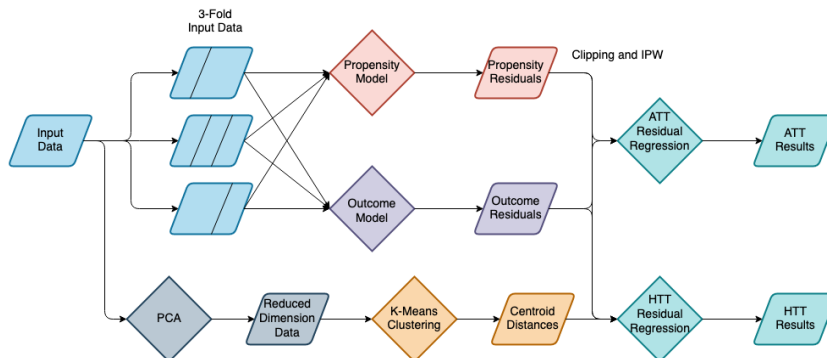 3-Fold
Input Data
Propensity
Model
Propensity
Residuals
Clipping and IPW
Input
Data
ATT
Residual
Regression
ATT
Results
Outcome
Model
Outcome
Residuals
PCA
Reduced
Dimension
Data
K-Means
Clustering
Centroid
Distances
HTT
Residual
Regression
HTT
Results